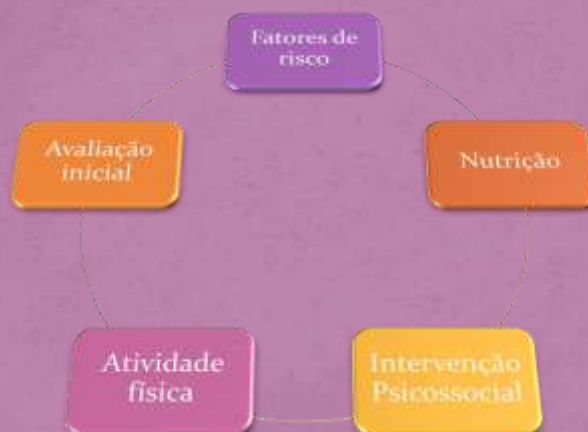 Fatores de
risco
Avaliação
inicial
Nutrição
Atividade
física
Intervenção
Psicossocial